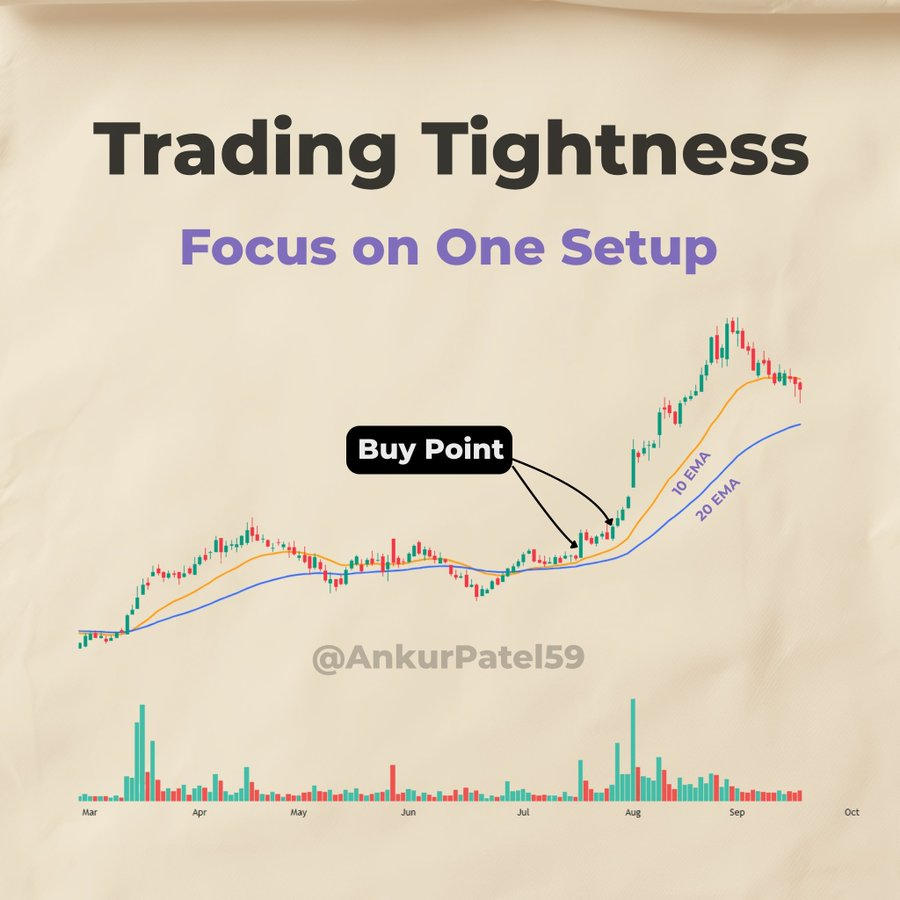 Trading Tightness
Focus on One Setup
Buy Point
10 EMA
20 EMA
@AnkurPatel59
Mar Apr May Jun Jul Aug Sep Oct